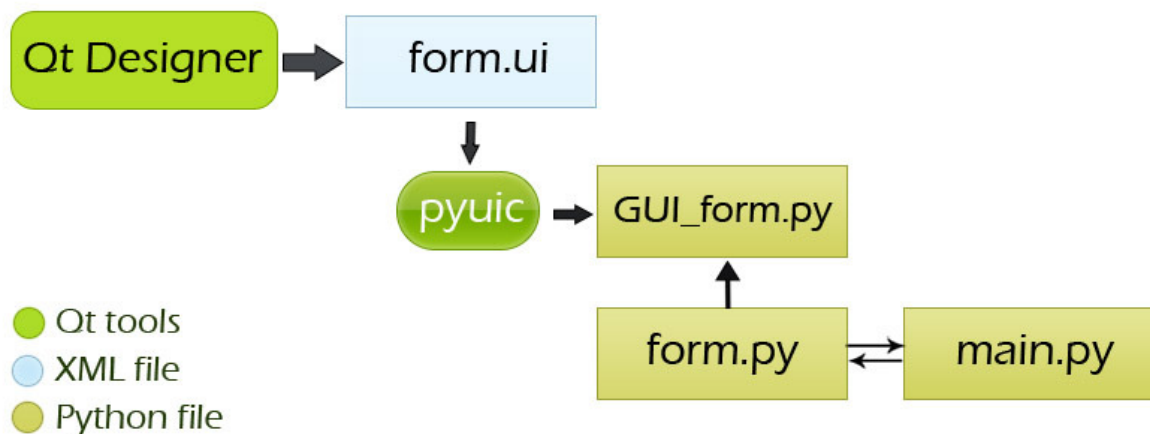 Qt Designer
form.ui
pyuic
GUI_form.py
form.py
main.py
Qt tools
XML file
Python file